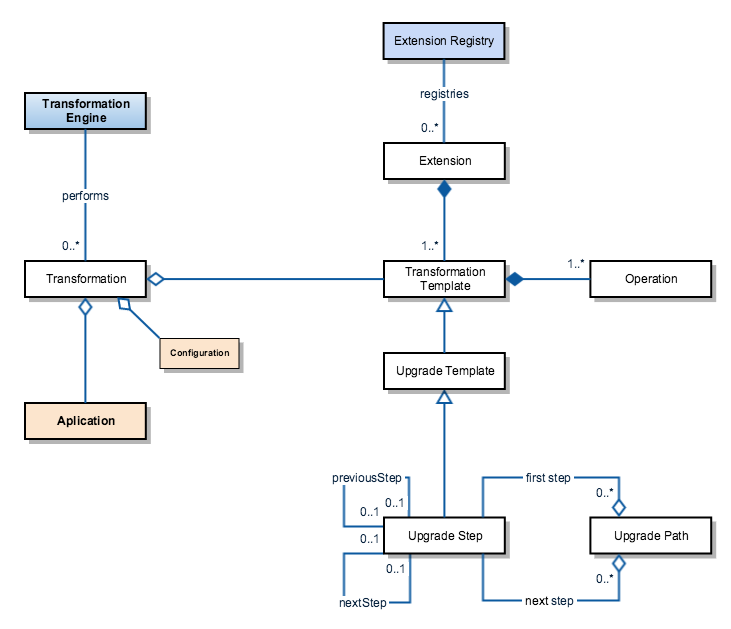 Extension Registry
registries
0..*
Transformation
Engine
performs
0..*
Extension
1..*
Transformation
Transformation
Template
1..*
Operation
Configuration
Aplication
Upgrade Template
previousStep
0..1
0..1
first step
0..*
0..1
Upgrade Step
Upgrade Path
0..1
nextStep
next step
0..*